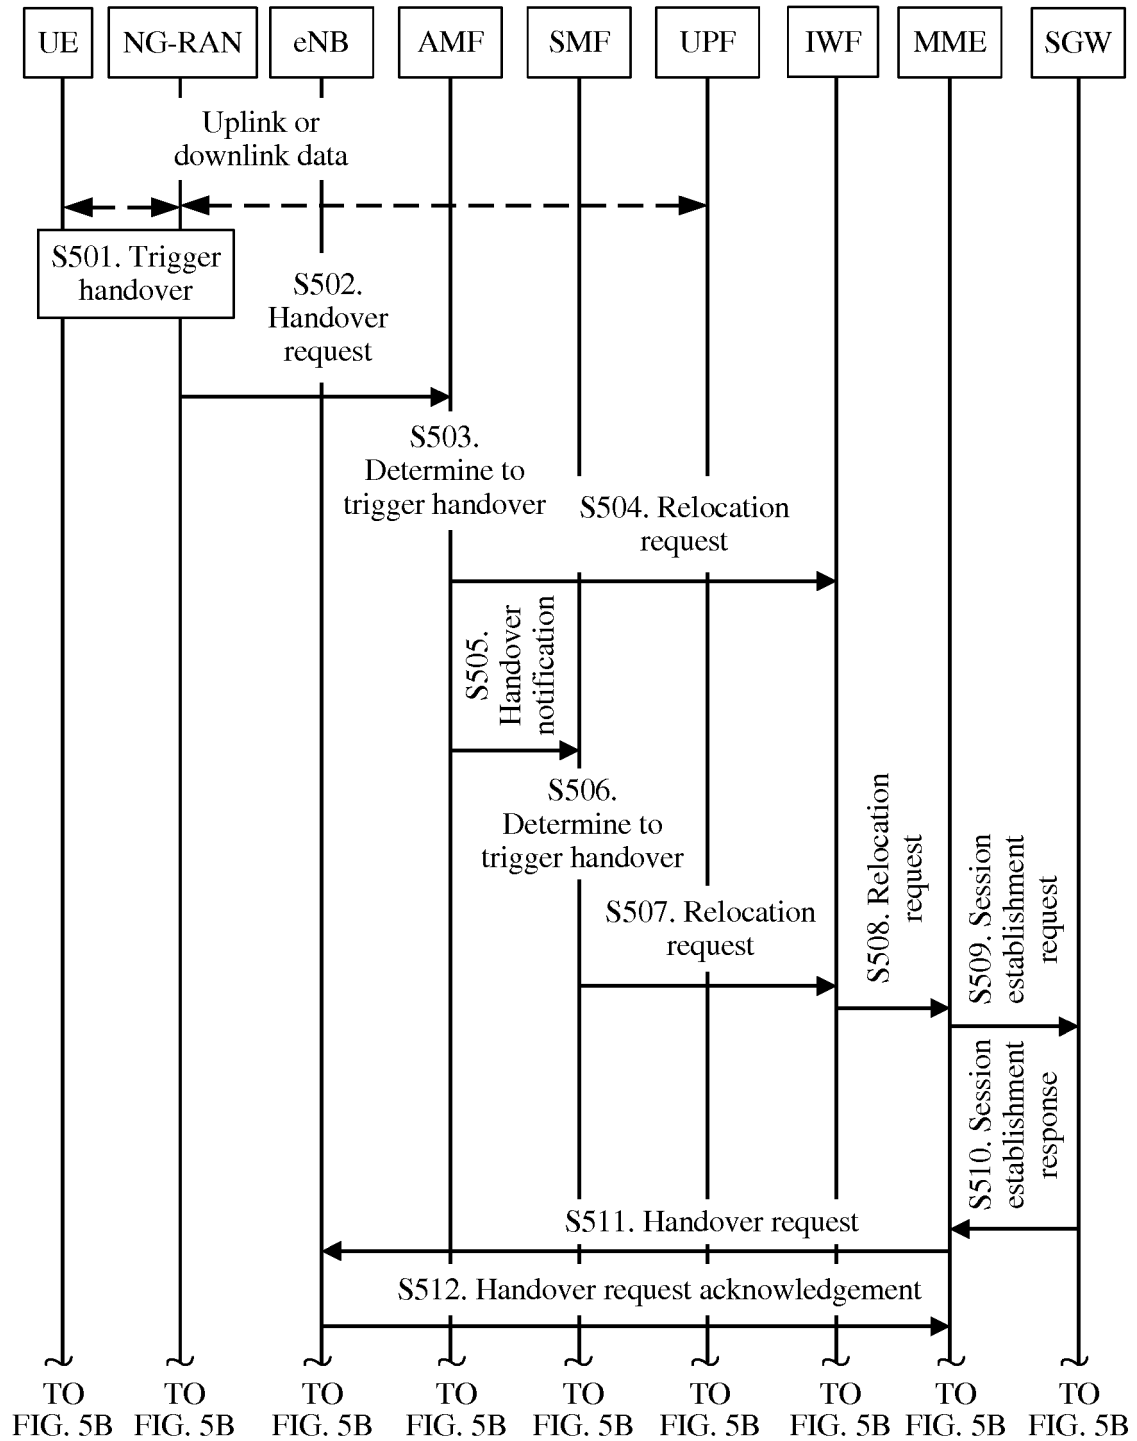 UE
NG-RAN
eNB
AMF
SMF
UPF
IWF
MME
SGW
Uplink or
downlink data
S501. Trigger
handover
S502.
Handover
request
S503.
Determine to
trigger handover
S504. Relocation
request
S505.
Handover
notification
S506.
Determine to
trigger handover
S507. Relocation
request
S508. Relocation
request
S509. Session
establishment
request
S510. Session
establishment
response
S511. Handover request
S512. Handover request acknowledgement
TO
FIG. 5B
TO
FIG. 5B
TO
FIG. 5B
TO
FIG. 5B
TO
FIG. 5B
TO
FIG. 5B
TO
FIG. 5B
TO
FIG. 5B
TO
FIG. 5B